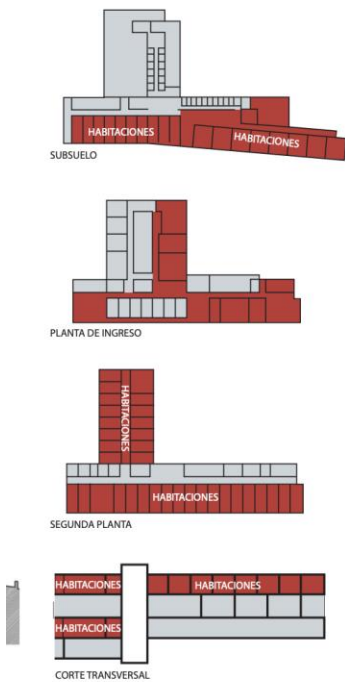 HABITACIONES
HABITACIONES
SUBSUELO
PLANTA DE INGRESO
HABITACIONES
HABITACIONES
SEGUNDA PLANTA
HABITACIONES HABITACIONES
HABITACIONES
CORTE TRANSVERSAL